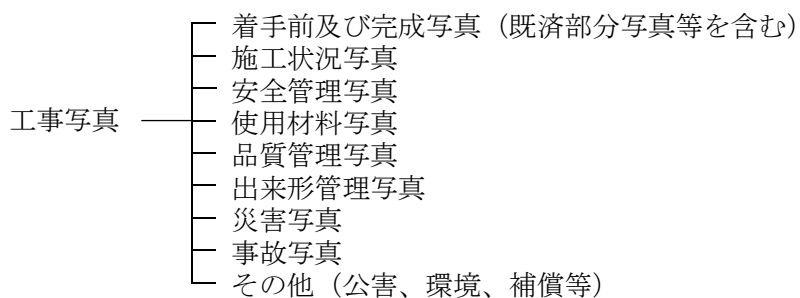 着手前及び完成写真（既済部分写真等を含む）
施工状況写真
安全管理写真
工事写真
使用材料写真
品質管理写真
出来形管理写真
災害写真
事故写真
その他（公害、環境、補償等）